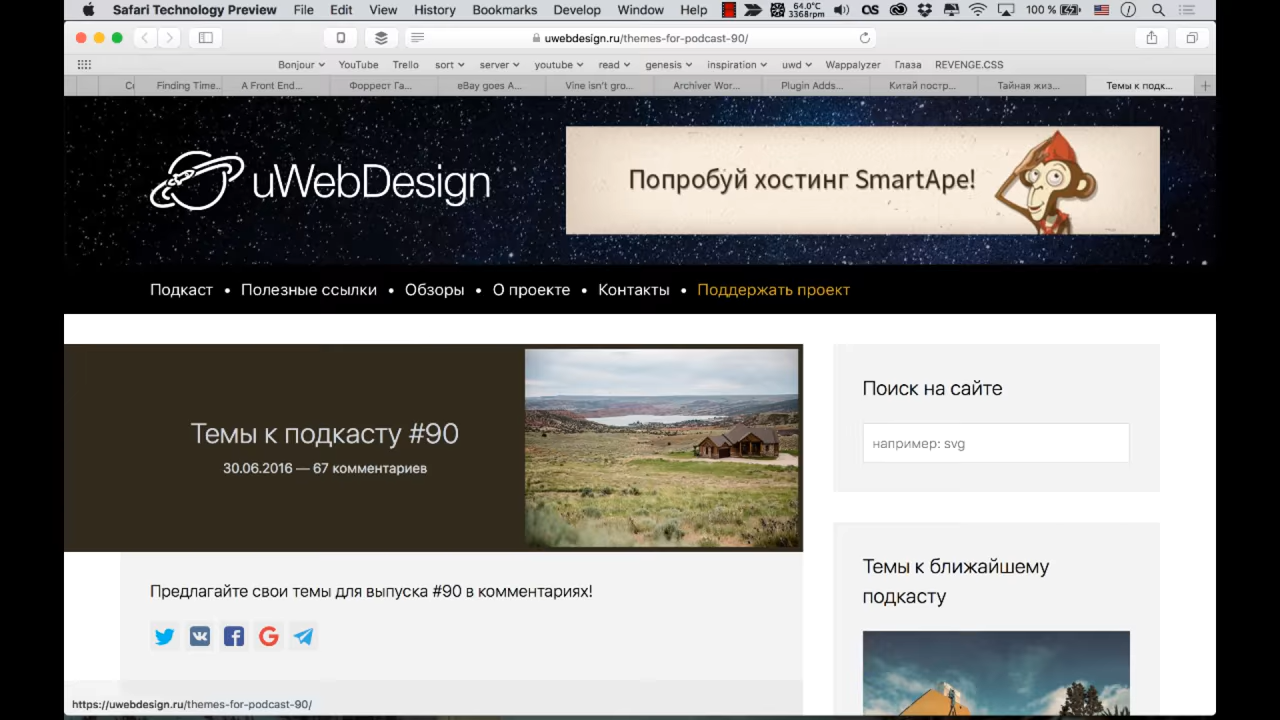 Safari Technology Preview File Edit View History Bookmarks Develop Window Help 64.0°C 3368rpm 100 %
uwebdesign.ru/themes-for-podcast-90/
Bonjour YouTube Trello sort server youtube read genesis inspiration uwd Wappalyzer Глаза REVENGE.CSS
Finding Time... A Front End... Форрест Га... eBay goes A... Vine isn't gro... Archiver Wor... Plugin Adds... Китай постр... Тайная жиз... Темы к подк...
uWebDesign
Попробуй хостинг SmartApe!
Подкаст • Полезные ссылки • Обзоры • О проекте • Контакты • Поддержать проект
Темы к подкасту #90
30.06.2016 — 67 комментариев
Предлагайте свои темы для выпуска #90 в комментариях!
Поиск на сайте
например: svg
Темы к ближайшему
подкасту
https://uwebdesign.ru/themes-for-podcast-90/